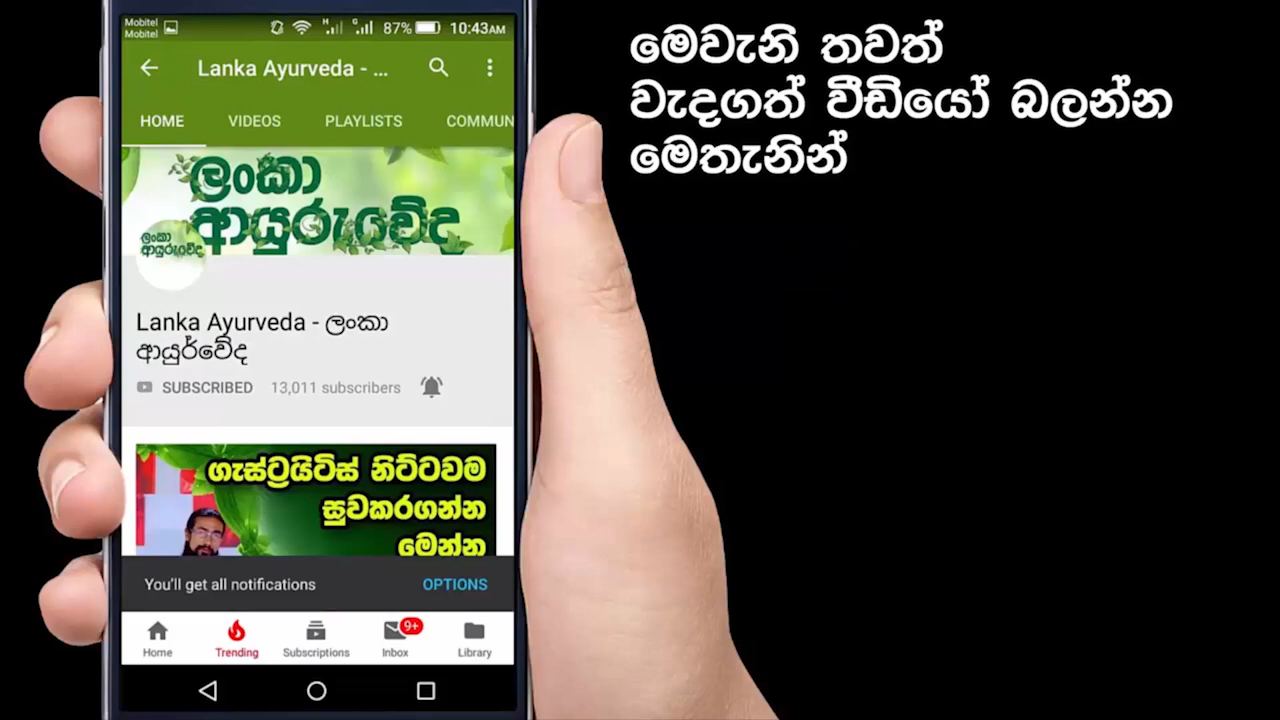 Mobitel
Mobitel
87% 10:43AM
Lanka Ayurveda - ...
HOME VIDEOS PLAYLISTS COMMUN
ලංකා
ආයුරුවේද
ලංකා
ආයුරුවේද
Lanka Ayurveda - ලංකා
ආයුර්වේද
SUBSCRIBED 13,011 subscribers
ගැස්ට්‍රයිටිස් නිට්ටවම
සුවකරගන්න
මෙන්න
You'll get all notifications OPTIONS
9+
Home Trending Subscriptions Inbox Library
මෙවැනි තවත්
වැදගත් වීඩියෝ බලන්න
මෙතැනින්